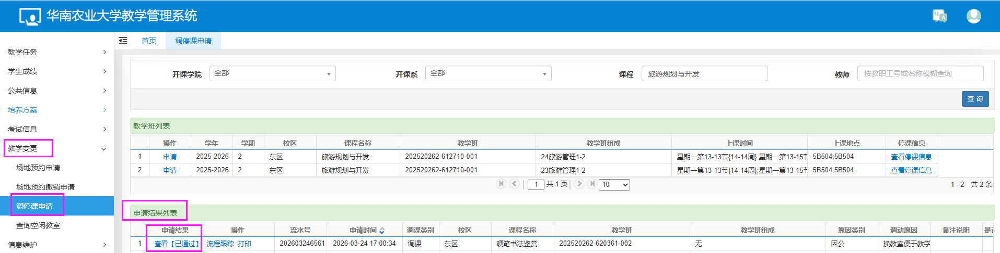 华南农业大学教学管理系统
首页 调停课申请
教学任务
学生成绩
公共信息
培养方案
考试信息
教学变更
场地预约申请
场地预约撤销申请
调停课申请
查询空闲教室
信息维护
开课学院 全部 开课系 全部 课程 旅游规划与开发 教师 按教职工号或名称模糊查询
查 询
教学班列表
操作 学年 学期 校区 课程名称 教学班 教学班组成 上课时间 上课地点 停课信息
1 申请 2025-2026 2 东区 旅游规划与开发 202520262-612710-001 24旅游管理1-2 星期一第13-13节{14-14周};星期一第13-15节 5B504;5B504 查看停课信息
2 申请 2025-2026 2 东区 旅游规划与开发 202520262-612710-001 23旅游管理1-2 星期一第13-13节{14-14周};星期一第13-15节 5B504;5B504 查看停课信息
1 共 1 页 10 1 - 2 共 2 条
申请结果列表
申请结果 操作 流水号 申请时间 调课类别 校区 课程名称 教学班 教学班组成 原因类别 调动原因 备注说明 是否
1 查看【已通过】 流程跟踪 打印 202603246561 2026-03-24 17:00:34 调课 东区 硬笔书法鉴赏 202520262-620361-002 无 因公 换教室便于教学